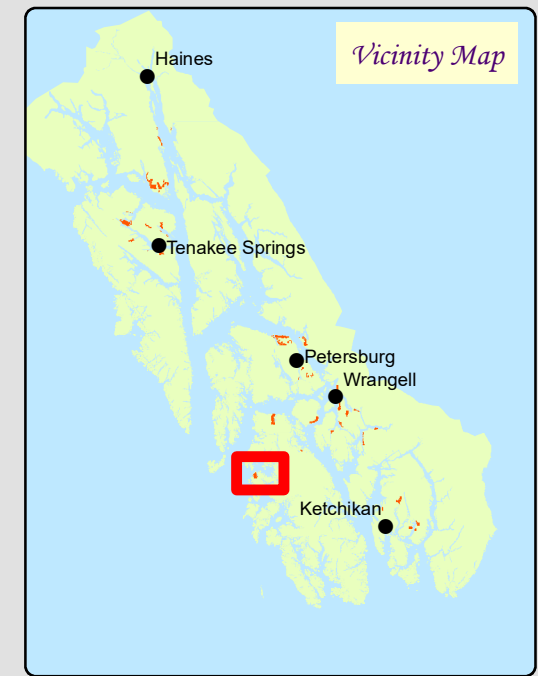 Vicinity Map
Haines
Tenakee Springs
Petersburg
Wrangell
Ketchikan